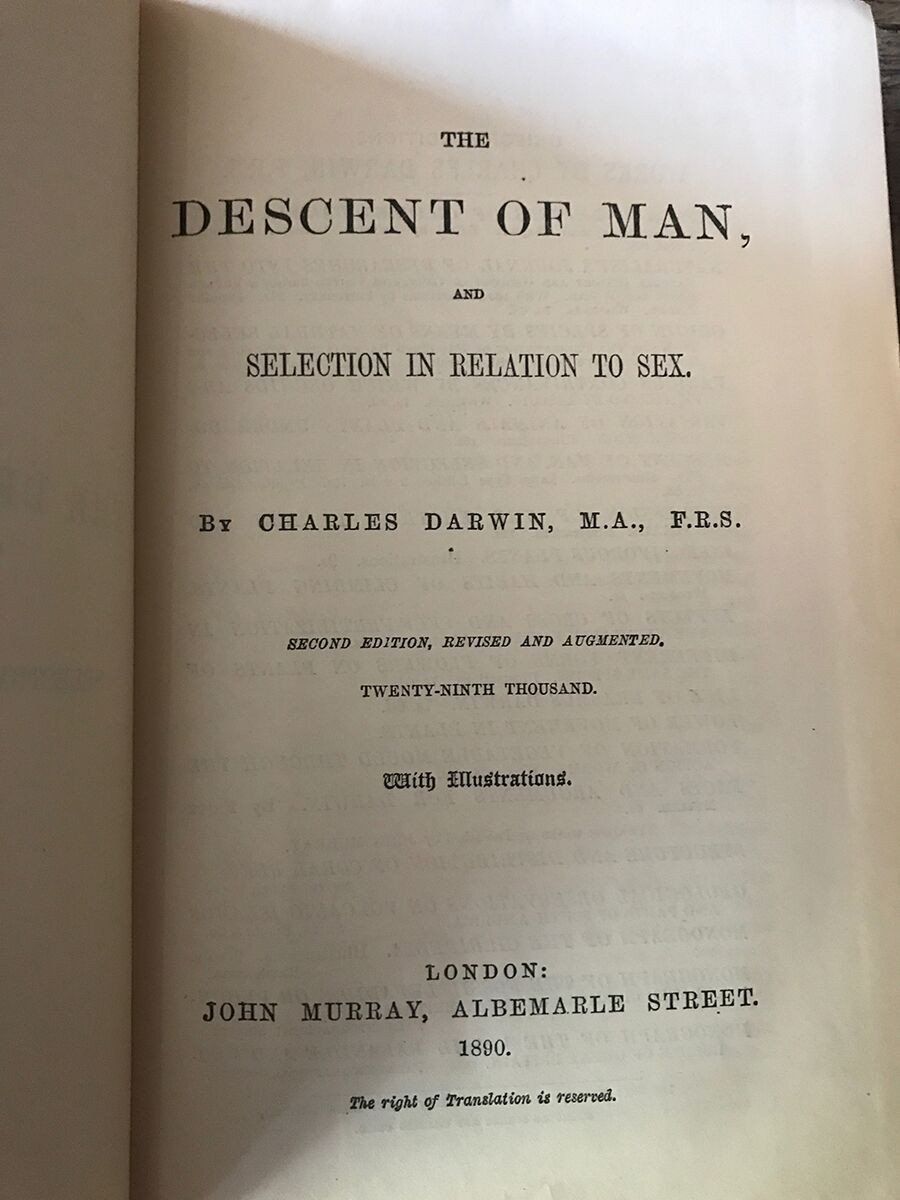 THE
DESCENT OF MAN,
AND
SELECTION IN RELATION TO SEX.
BY CHARLES DARWIN, M.A., F.R.S.
SECOND EDITION, REVISED AND AUGMENTED.
TWENTY-NINTH THOUSAND.
With Illustrations.
LONDON:
JOHN MURRAY, ALBEMARLE STREET.
1890.
The right of Translation is reserved.